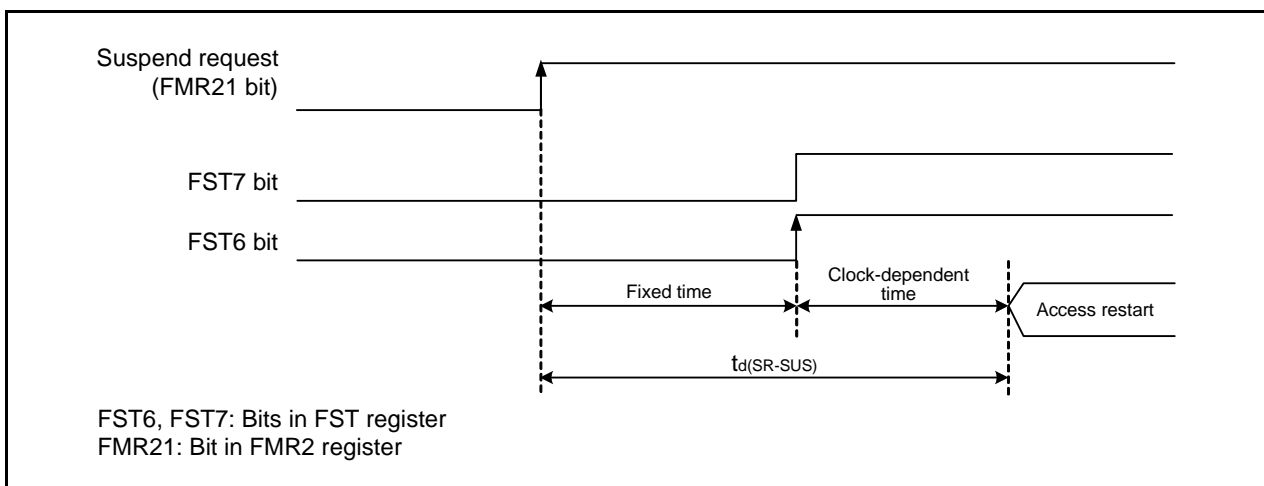 Suspend request
(FMR21 bit)
FST7 bit
FST6 bit
Fixed time
Clock-dependent
time
Access restart
td(SR-SUS)
FST6, FST7: Bits in FST register
FMR21: Bit in FMR2 register